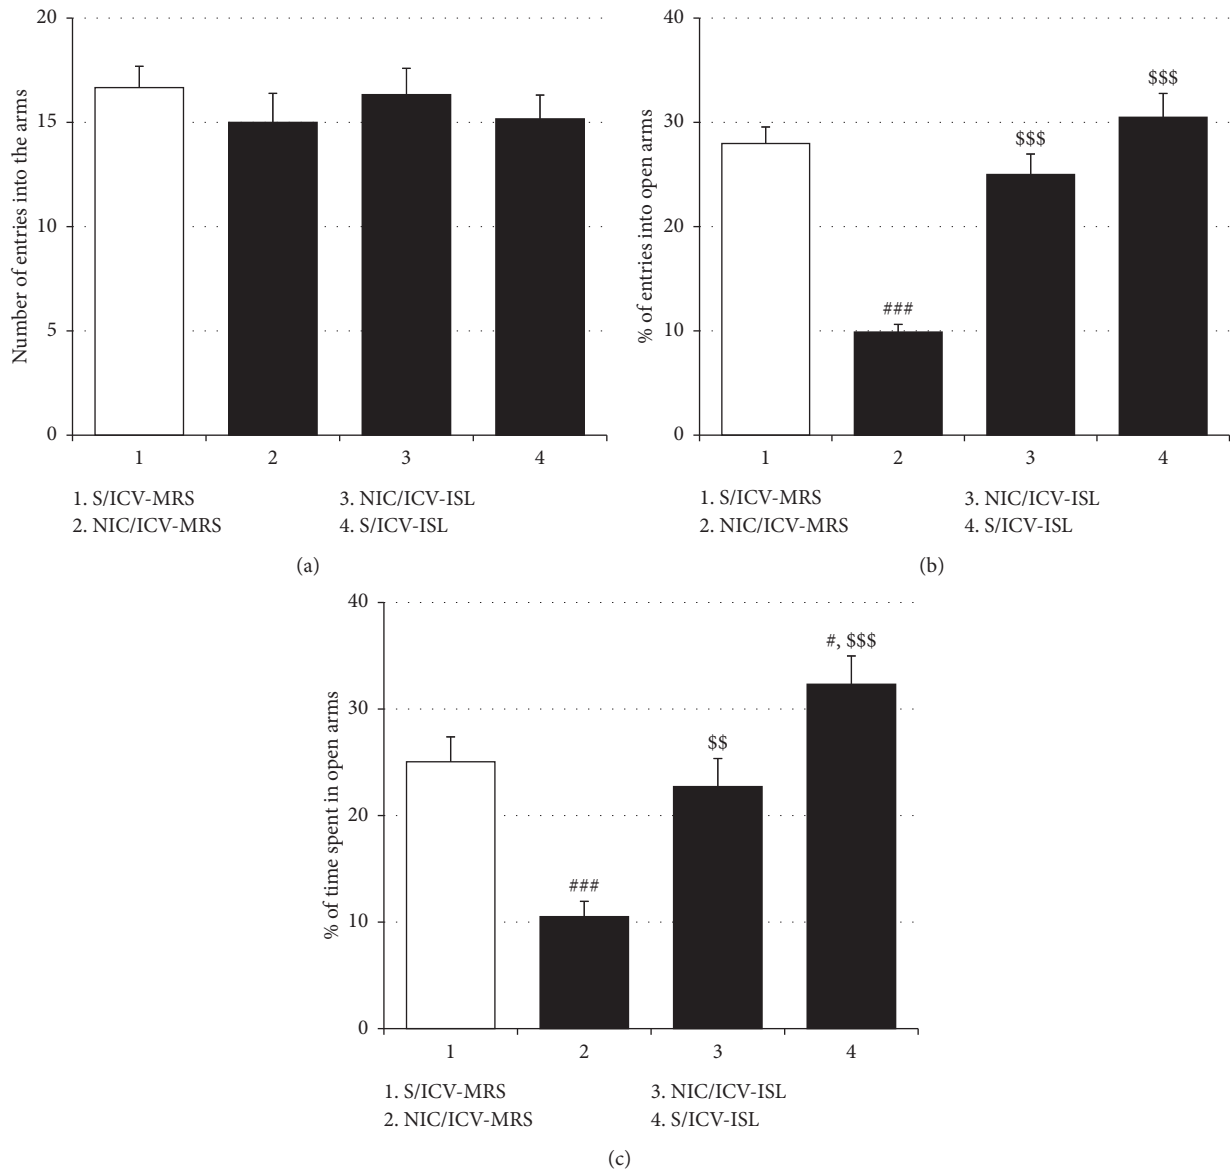 20
15
10
5
0
Number of entries into the arms
1 2 3 4
1. S/ICV-MRS 3. NIC/ICV-ISL
2. NIC/ICV-MRS 4. S/ICV-ISL
(a)
40
30
20
10
0
% of entries into open arms
###
$$$
$$$
1 2 3 4
1. S/ICV-MRS 3. NIC/ICV-ISL
2. NIC/ICV-MRS 4. S/ICV-ISL
(b)
40
30
20
10
0
% of time spent in open arms
###
$$
#, $$$
1 2 3 4
1. S/ICV-MRS 3. NIC/ICV-ISL
2. NIC/ICV-MRS 4. S/ICV-ISL
(c)